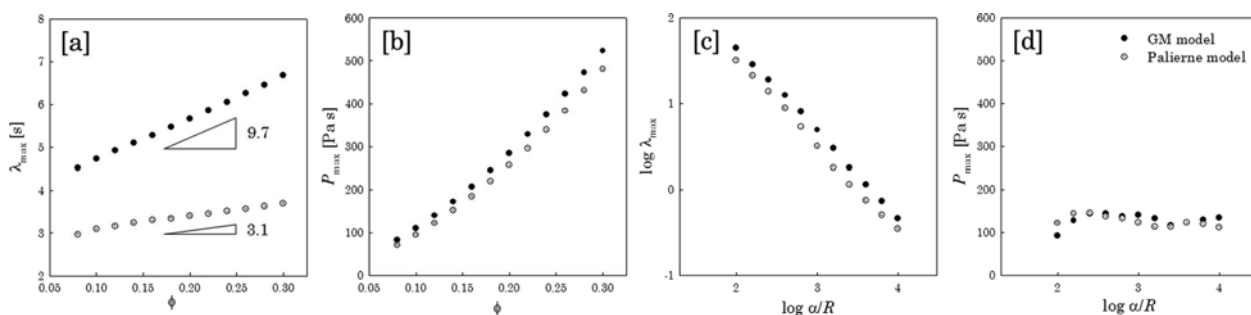 [a]
8
7
6
5
4
3
2
λmax [s]
9.7
3.1
0.05 0.10 0.15 0.20 0.25 0.30
ϕ
[b]
600
500
400
300
200
100
0
Pmax [Pa s]
0.05 0.10 0.15 0.20 0.25 0.30
ϕ
[c]
2
1
0
-1
log λmax
2 3 4
log α/R
[d]
600
500
400
300
200
100
0
Pmax [Pa s]
GM model
Palierne model
2 3 4
log α/R